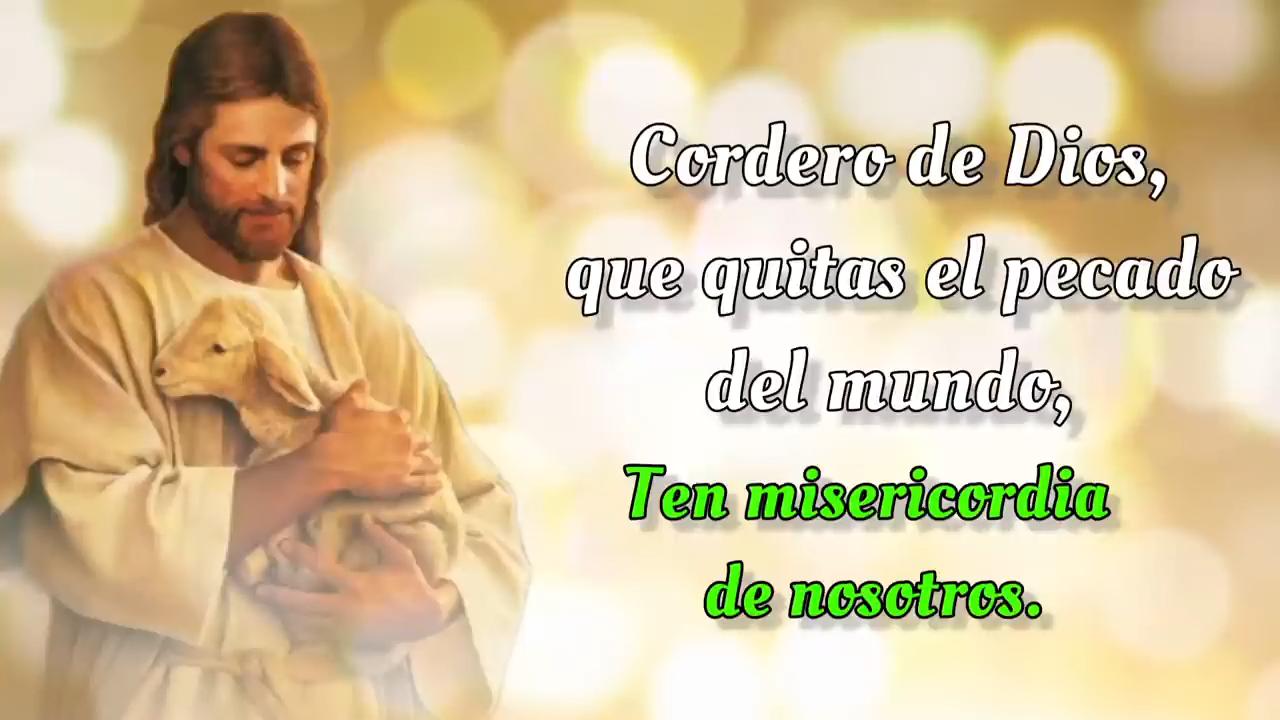 Cordero de Dios,
que quitas el pecado
del mundo,
Ten misericordia
de nosotros.